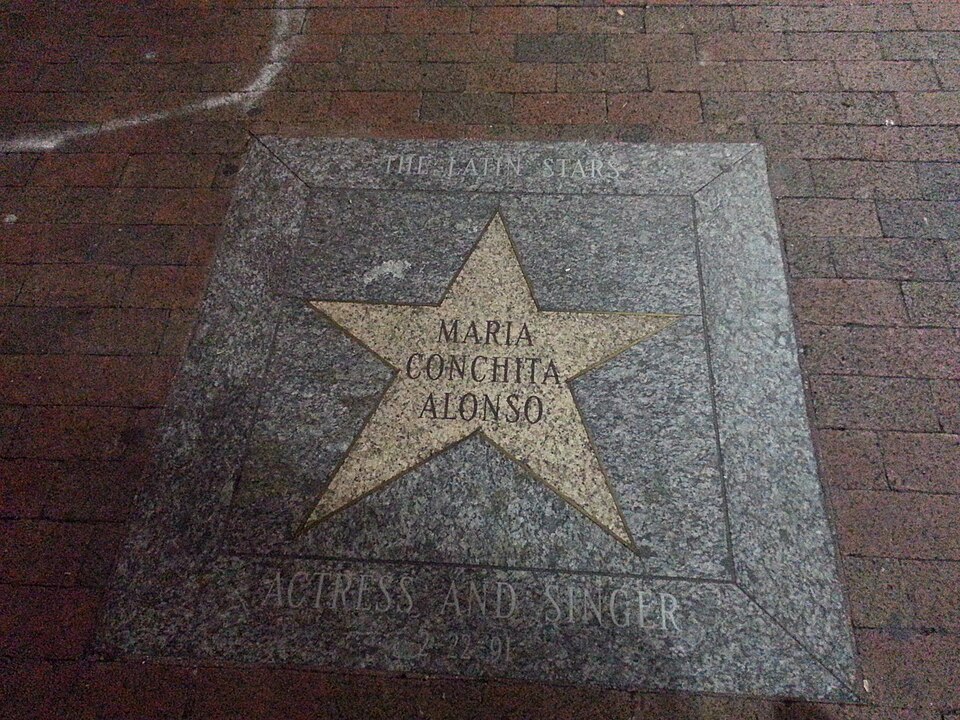 THE LATIN STARS
MARIA
CONCHITA
ALONSO
ACTRESS AND SINGER
2-22-91